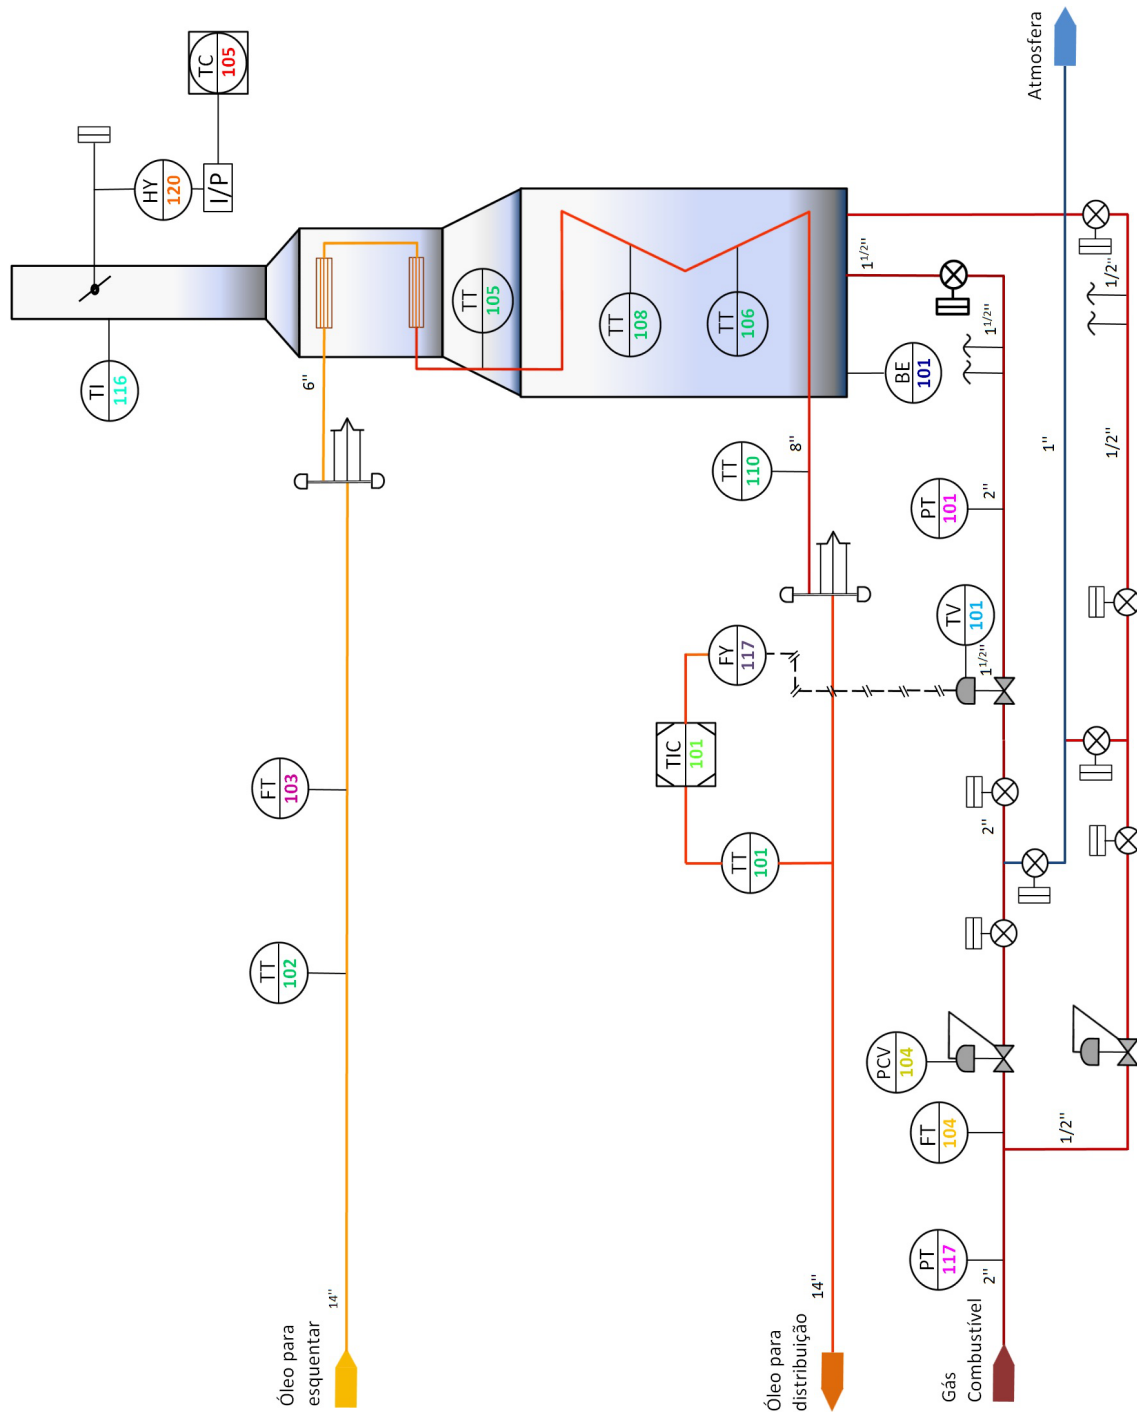 TI
116
HY
120
I/P
TC
105
Óleo para
esquentar
14"
TT
102
FT
103
6"
TT
105
TT
108
TT
106
Óleo para
distribuição
14"
TT
101
TIC
101
FY
117
TT
110
8"
BE
101
1 1/2"
Gás
Combustível
PT
117
2"
FT
104
PCV
104
2"
TV
101
1 1/2"
PT
101
2"
1 1/2"
Atmosfera
1"
1/2"
1/2"
1/2"